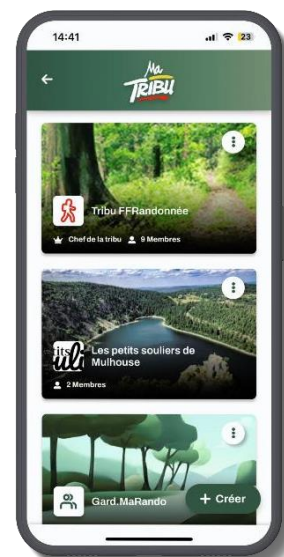 14:41
23
Ma
TRIBU
Tribu FFRandonnée
Chef de la tribu 9 Membres
Les petits souliers de
Mulhouse
2 Membres
Gard.MaRando
+ Créer